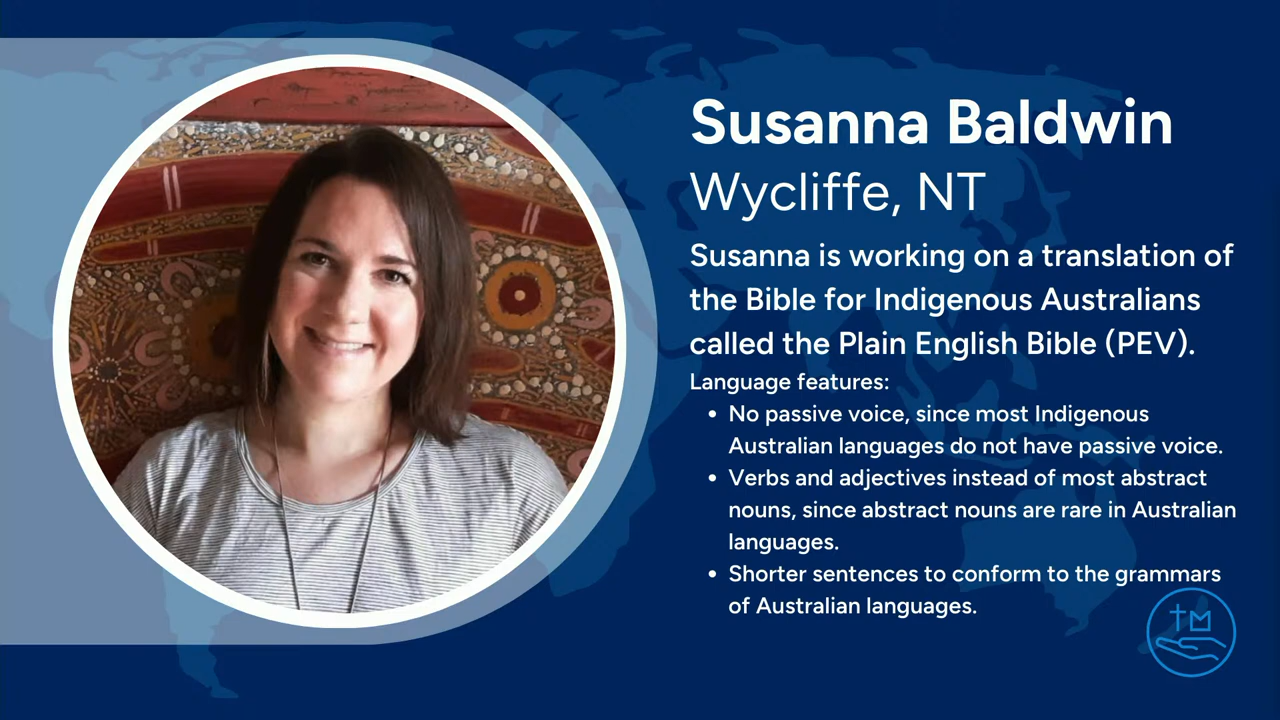 Susanna Baldwin
Wycliffe, NT
Susanna is working on a translation of
the Bible for Indigenous Australians
called the Plain English Bible (PEV).
Language features:
• No passive voice, since most Indigenous
Australian languages do not have passive voice.
• Verbs and adjectives instead of most abstract
nouns, since abstract nouns are rare in Australian
languages.
• Shorter sentences to conform to the grammars
of Australian languages.